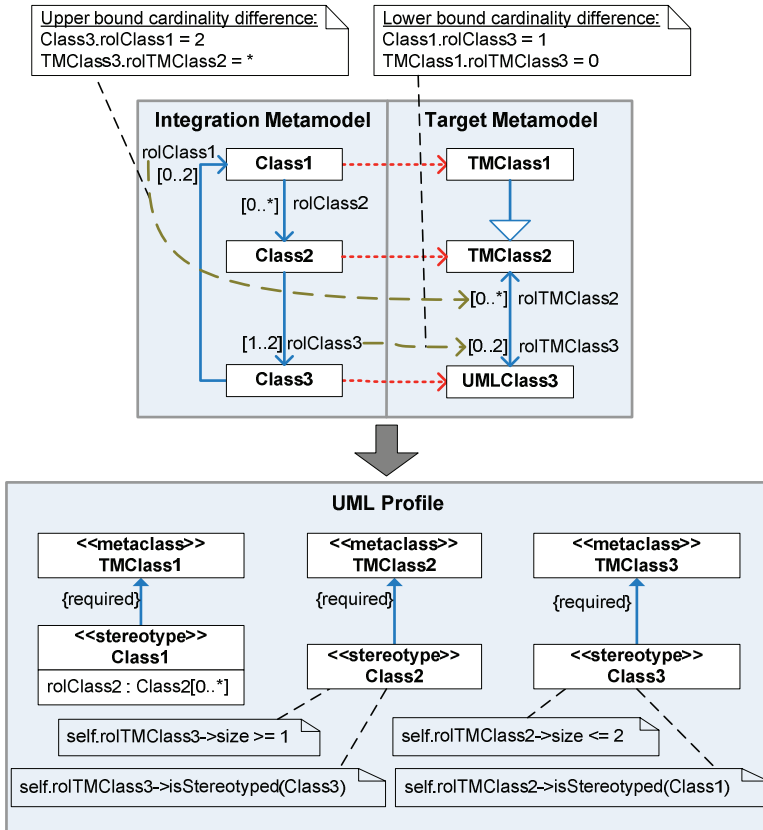 Upper bound cardinality difference:
Class3.rolClass1 = 2
TMClass3.rolTMClass2 = *
Lower bound cardinality difference:
Class1.rolClass3 = 1
TMClass1.rolTMClass3 = 0
Integration Metamodel
Target Metamodel
rolClass1
[0..2]
Class1
TMClass1
[0..*]
rolClass2
Class2
TMClass2
[0..*]
rolTMClass2
[1..2]
rolClass3
[0..2]
rolTMClass3
Class3
UMLClass3
UML Profile
<<metaclass>>
TMClass1
<<metaclass>>
TMClass2
<<metaclass>>
TMClass3
{required}
{required}
{required}
<<stereotype>>
Class1
rolClass2 : Class2[0..*]
<<stereotype>>
Class2
<<stereotype>>
Class3
self.rolTMClass3->size >= 1
self.rolTMClass2->size <= 2
self.rolTMClass3->isStereotyped(Class3)
self.rolTMClass2->isStereotyped(Class1)